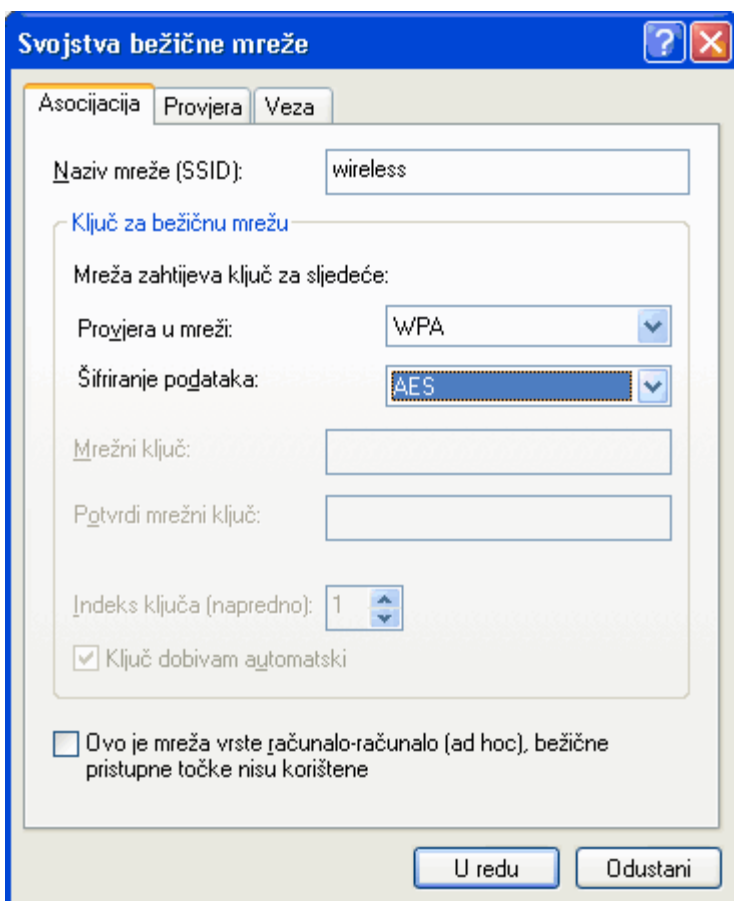 Svojstva bežične mreže
Asocijacija Provjera Veza
Naziv mreže (SSID): wireless
Ključ za bežičnu mrežu
Mreža zahtijeva ključ za sljedeće:
Provjera u mreži: WPA
Šifriranje podataka: AES
Mrežni ključ:
Potvrdi mrežni ključ:
Indeks ključa (napredno): 1
Ključ dobivam automatski
Ovo je mreža vrste računalo-računalo (ad hoc), bežične
pristupne točke nisu korištene
U redu Odustani